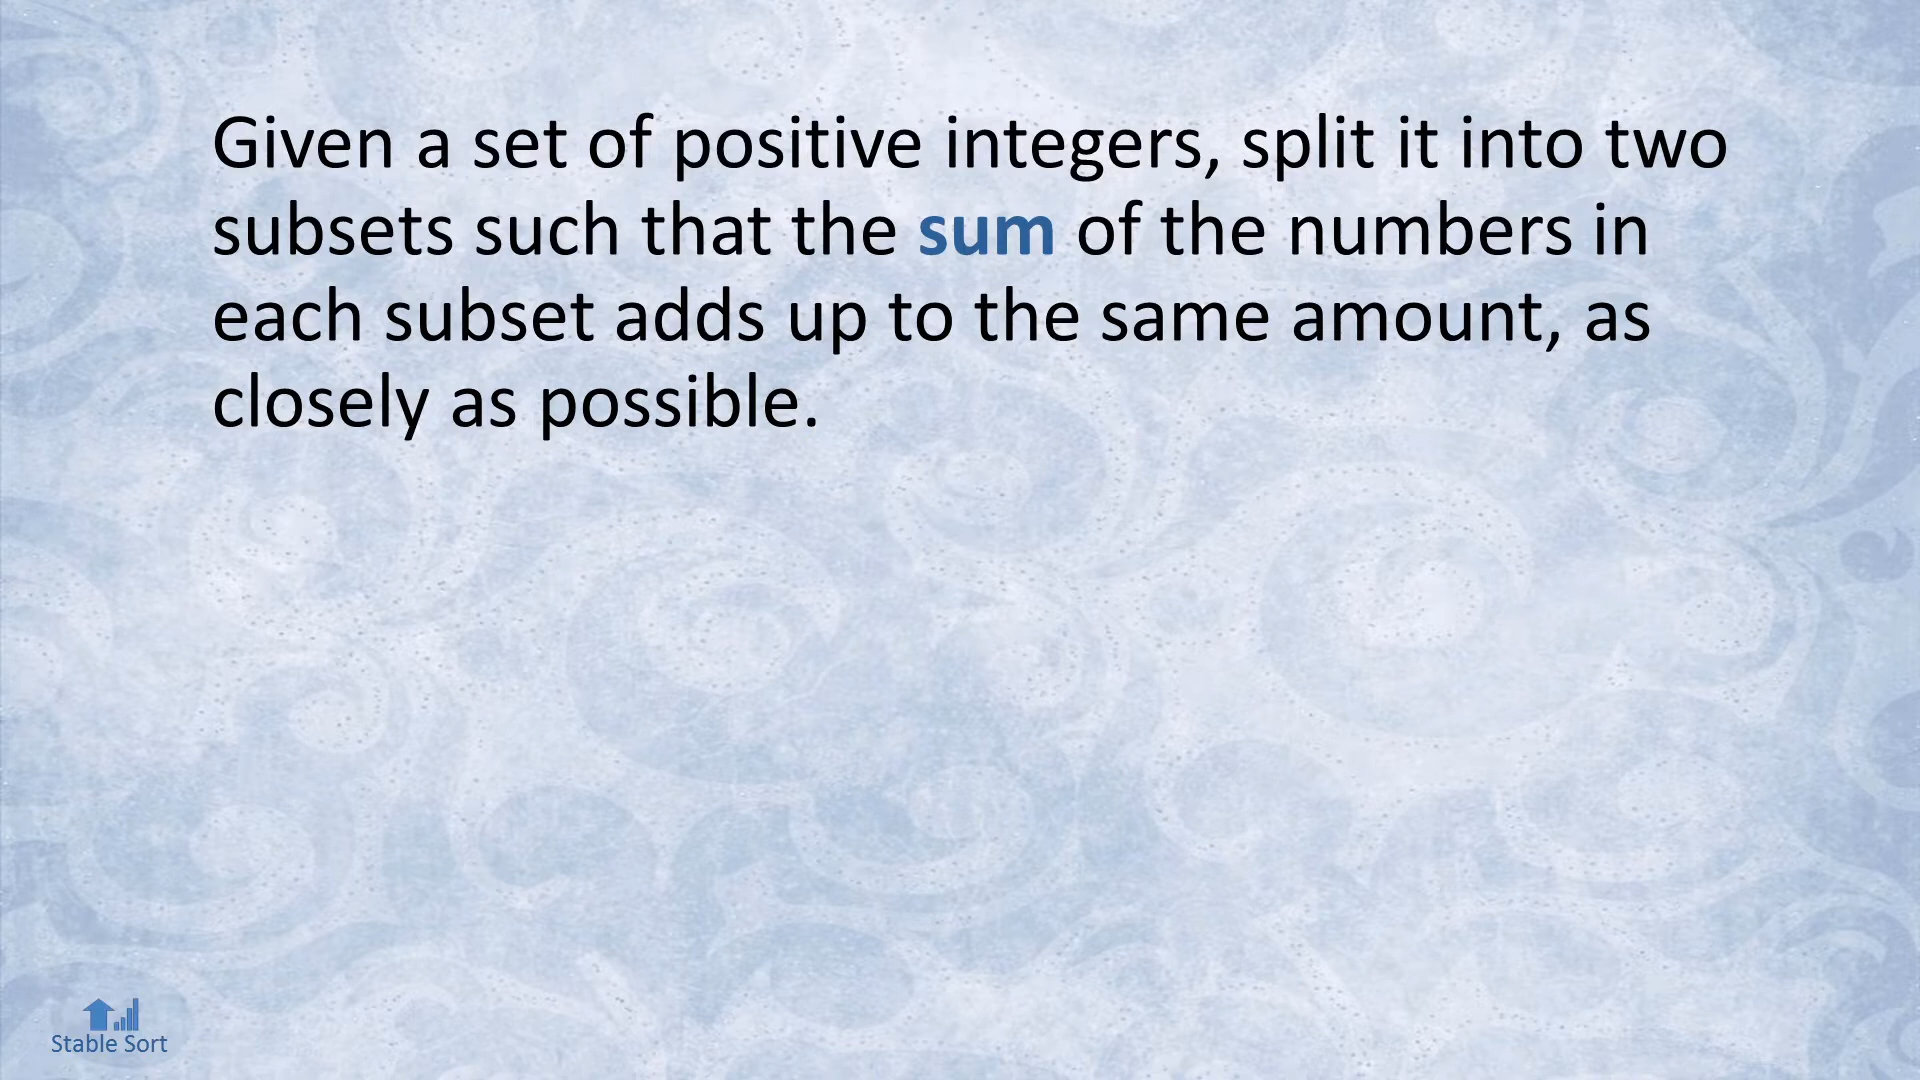 Given a set of positive integers, split it into two
subsets such that the sum of the numbers in
each subset adds up to the same amount, as
closely as possible.
Stable Sort